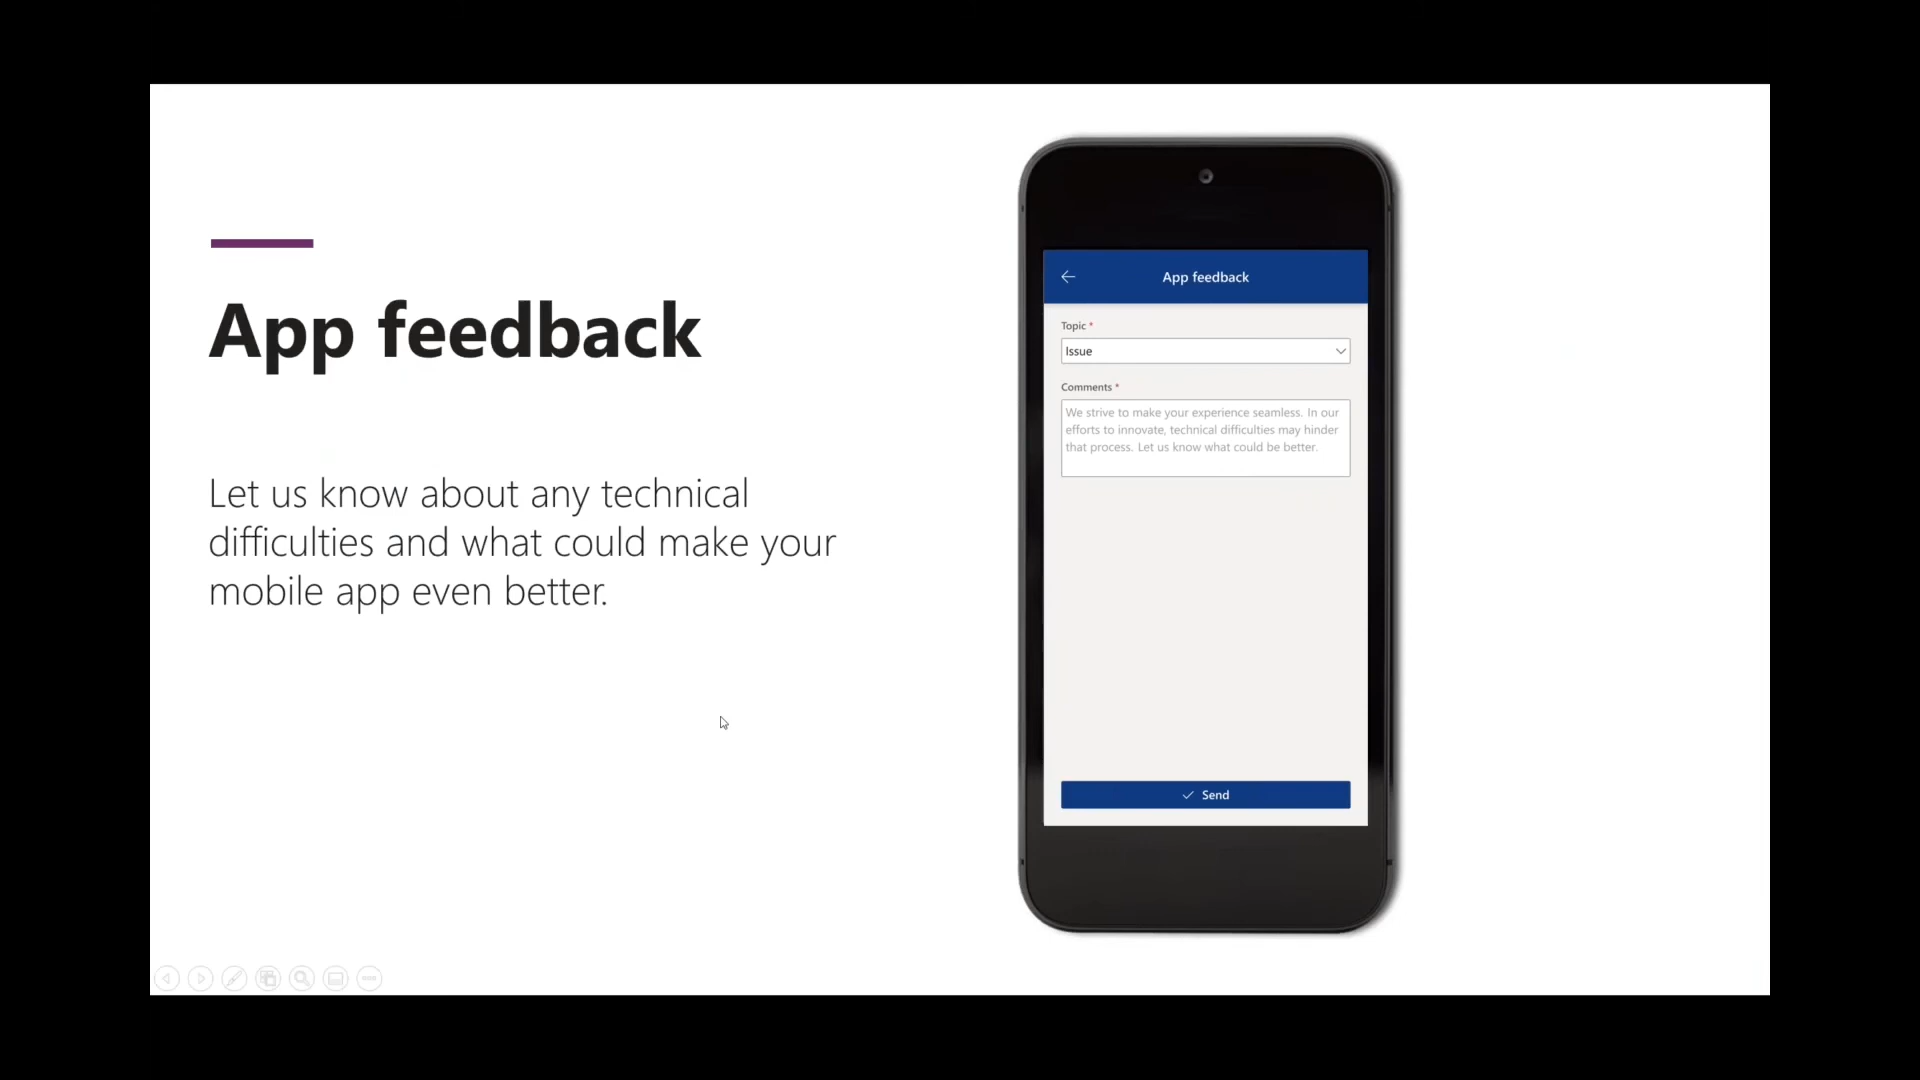 App feedback
Let us know about any technical
difficulties and what could make your
mobile app even better.
App feedback
Topic *
Issue
Comments *
We strive to make your experience seamless. In our
efforts to innovate, technical difficulties may hinder
that process. Let us know what could be better.
Send